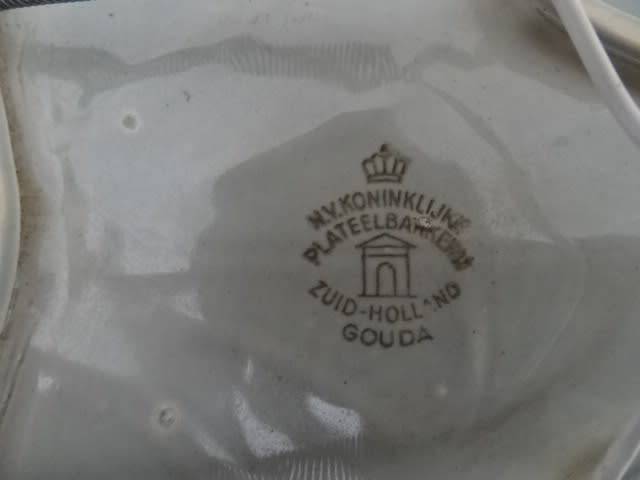 N.V. KONINKLIJKE
PLATEELBAKKERIJ
ZUID-HOLLAND
GOUDA